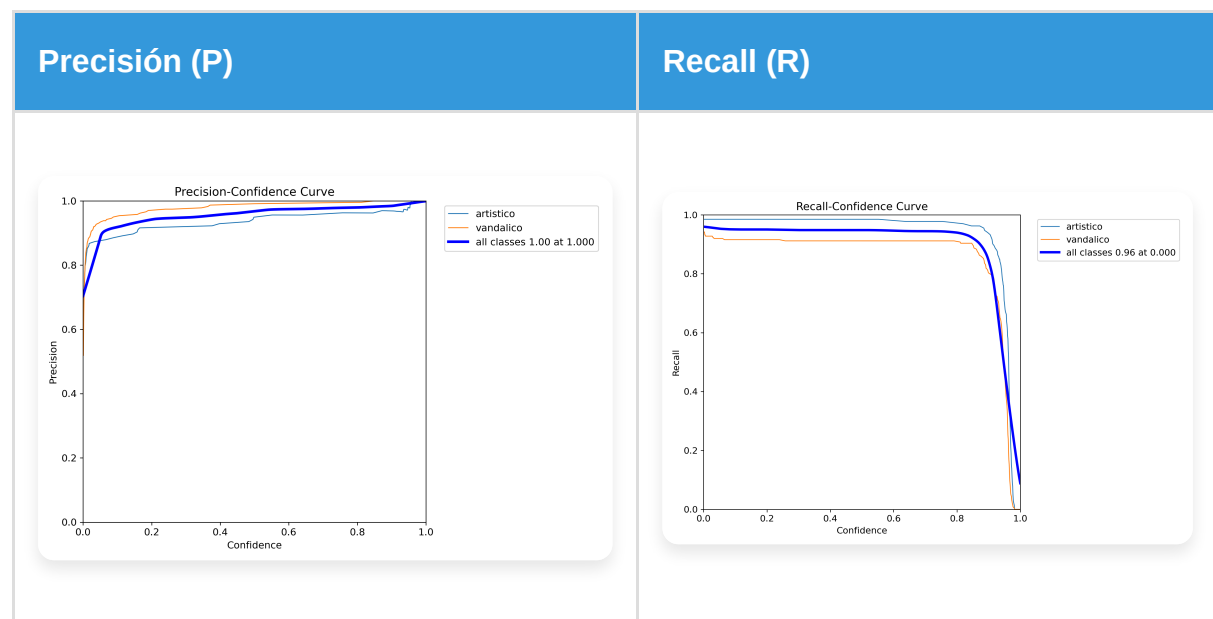 Precisión (P)
Recall (R)
Precision-Confidence Curve
1.0
0.8
0.6
0.4
0.2
0.0
Precision
0.0 0.2 0.4 0.6 0.8 1.0
Confidence
artistico
vandalico
all classes 1.00 at 1.000
Recall-Confidence Curve
1.0
0.8
0.6
0.4
0.2
0.0
Recall
0.0 0.2 0.4 0.6 0.8 1.0
Confidence
artistico
vandalico
all classes 0.96 at 0.000